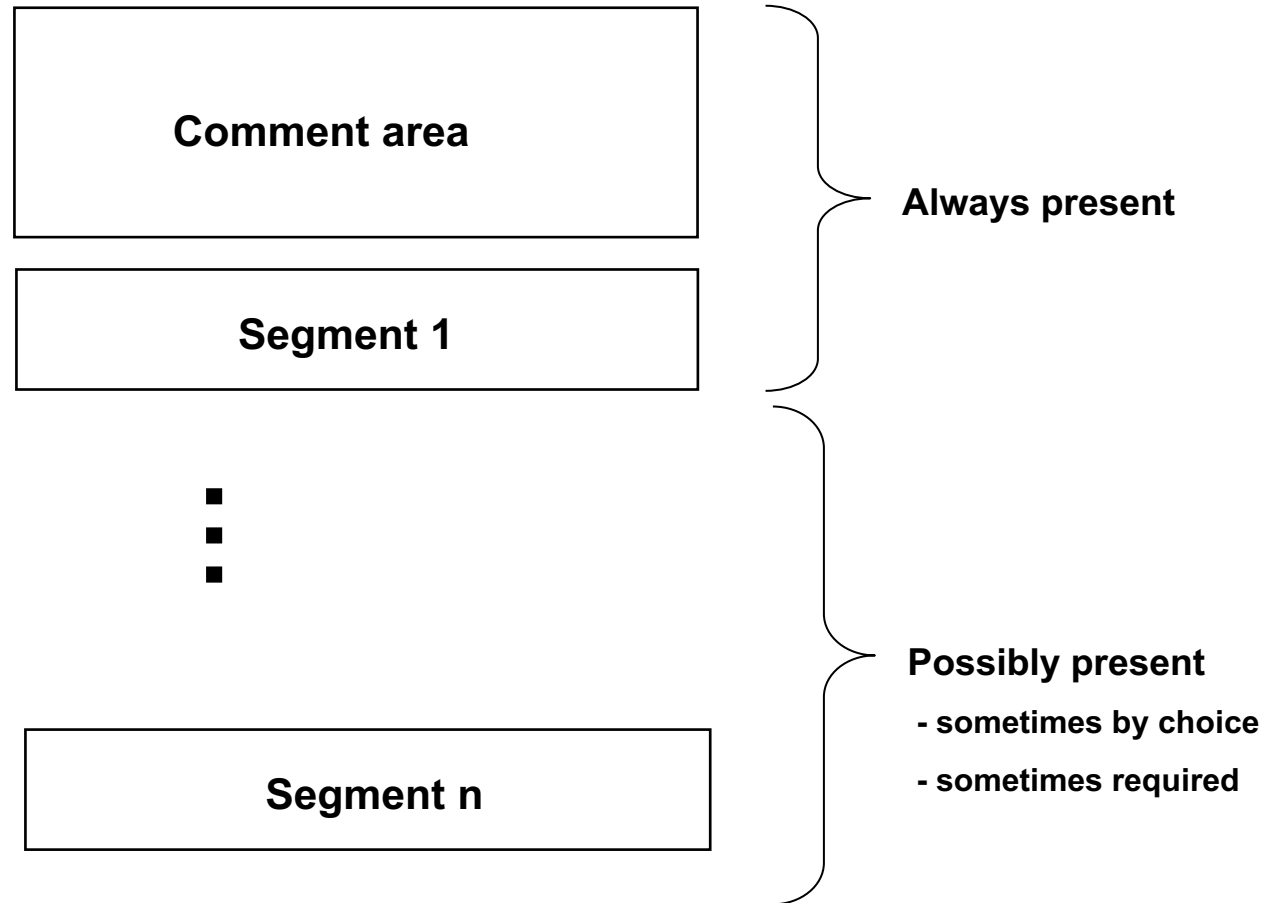 Comment area
Always present
Segment 1
Possibly present
- sometimes by choice
- sometimes required
Segment n